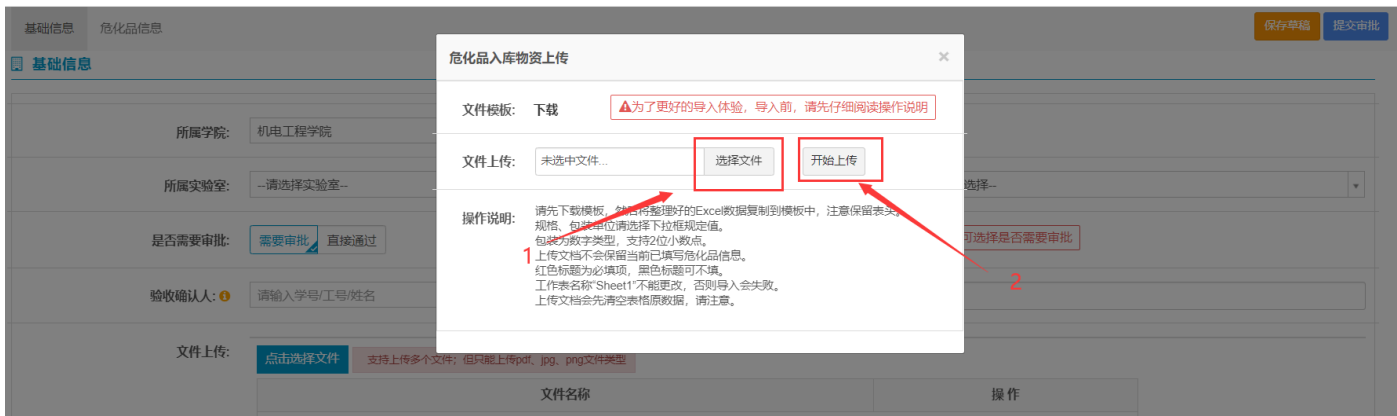 基础信息 危化品信息 保存草稿 提交审批
基础信息
危化品入库物资上传 ×
文件模板: 下载 为了更好的导入体验，导入前，请先仔细阅读操作说明
所属学院: 机电工程学院
文件上传: 未选中文件... 选择文件 开始上传
所属实验室: --请选择实验室-- 选择--
操作说明: 请先下载模板，然后将整理好的Excel数据复制到模板中，注意保留表头。
规格、包装单位请选择下拉框规定值。
包装为数字类型，支持2位小数点。
上传文档不会保留当前已填写危化品信息。
红色标题为必填项，黑色标题可不填。
工作表名称"Sheet1"不能更改，否则导入会失败。
上传文档会先清空表格原数据，请注意。
是否需要审批: 需要审批 直接通过 可选择是否需要审批
1
2
验收确认人: 请输入学号/工号/姓名
文件上传: 点击选择文件 支持上传多个文件；但只能上传pdf、jpg、png文件类型
文件名称 操作